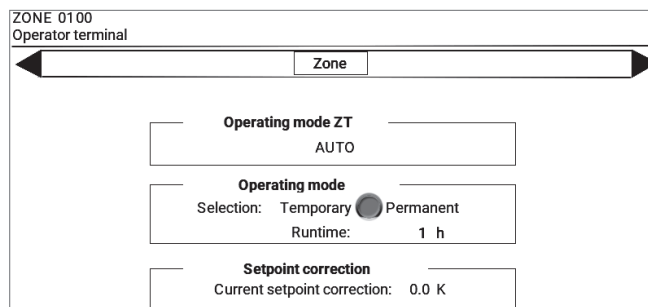 ZONE 0100
Operator terminal
Zone
Operating mode ZT
AUTO
Operating mode
Selection: Temporary Permanent
Runtime: 1 h
Setpoint correction
Current setpoint correction: 0.0 K